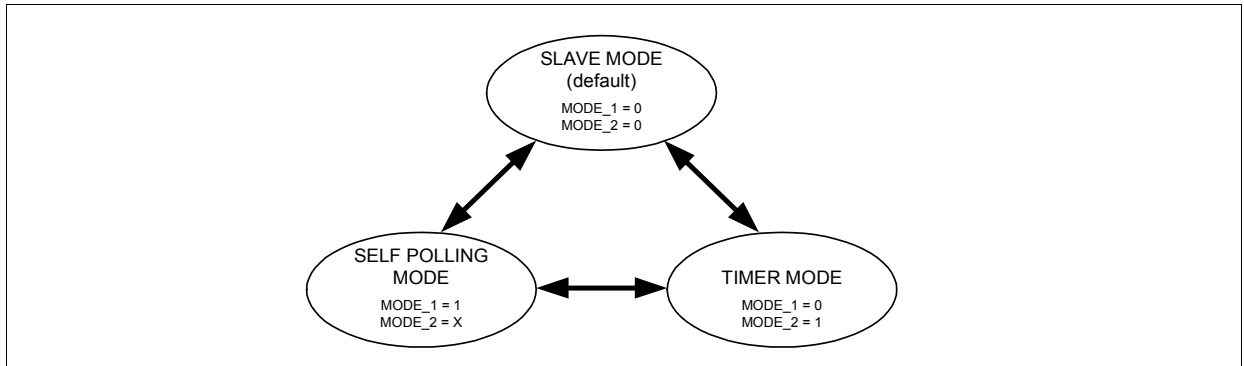 SLAVE MODE
(default)
MODE_1 = 0
MODE_2 = 0
SELF POLLING
MODE
MODE_1 = 1
MODE_2 = X
TIMER MODE
MODE_1 = 0
MODE_2 = 1